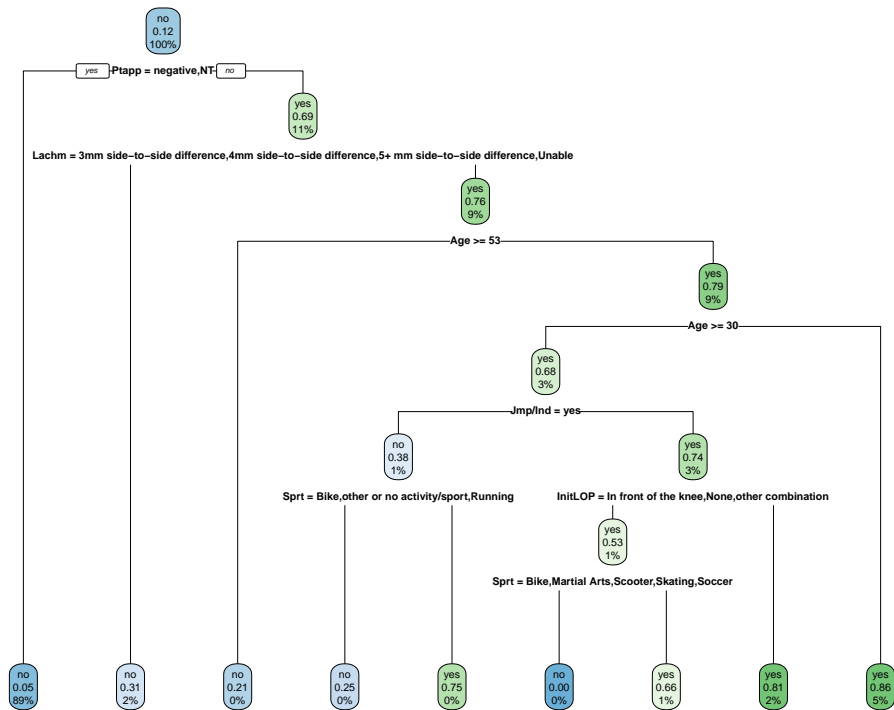 no
0.12
100%
yes Ptapp = negative,NT no
yes
0.69
11%
Lachm = 3mm side−to−side difference,4mm side−to−side difference,5+ mm side−to−side difference,Unable
yes
0.76
9%
Age >= 53
yes
0.79
9%
Age >= 30
yes
0.68
3%
Jmp/Ind = yes
no
0.38
1%
yes
0.74
3%
Sprt = Bike,other or no activity/sport,Running
InitLOP = In front of the knee,None,other combination
yes
0.53
1%
Sprt = Bike,Martial Arts,Scooter,Skating,Soccer
no
0.05
89%
no
0.31
2%
no
0.21
0%
no
0.25
0%
yes
0.75
0%
no
0.00
0%
yes
0.66
1%
yes
0.81
2%
yes
0.86
5%